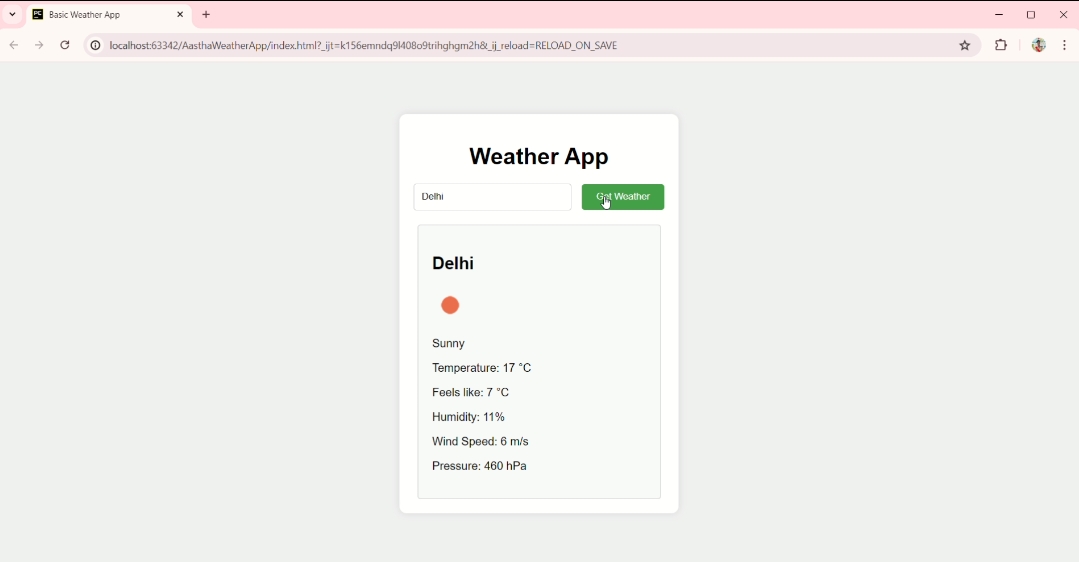 PC Basic Weather App
localhost:63342/AasthaWeatherApp/index.html?_ijt=k156emndq9l408o9trihghgm2h&_ij_reload=RELOAD_ON_SAVE
Weather App
Delhi Get Weather
Delhi
Sunny
Temperature: 17 °C
Feels like: 7 °C
Humidity: 11%
Wind Speed: 6 m/s
Pressure: 460 hPa